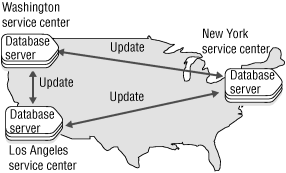 Washington
service center
Database
server
Update
New York
service center
Database
server
Update
Update
Database
server
Los Angeles
service center